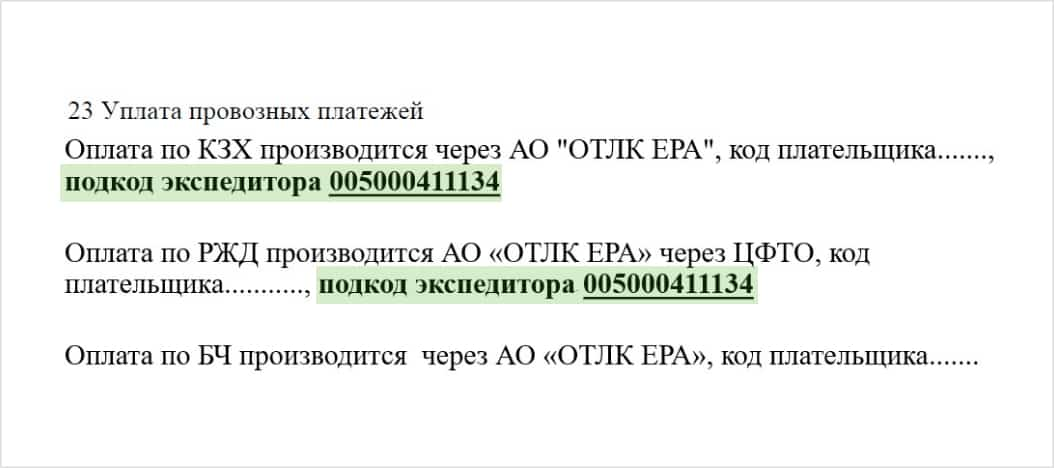 23 Уплата провозных платежей
Оплата по КЗХ производится через АО "ОТЛК ЕРА", код плательщика.......,
подкод экспедитора 005000411134
Оплата по РЖД производится АО «ОТЛК ЕРА» через ЦФТО, код
плательщика..........., подкод экспедитора 005000411134
Оплата по БЧ производится  через АО «ОТЛК ЕРА», код плательщика.......